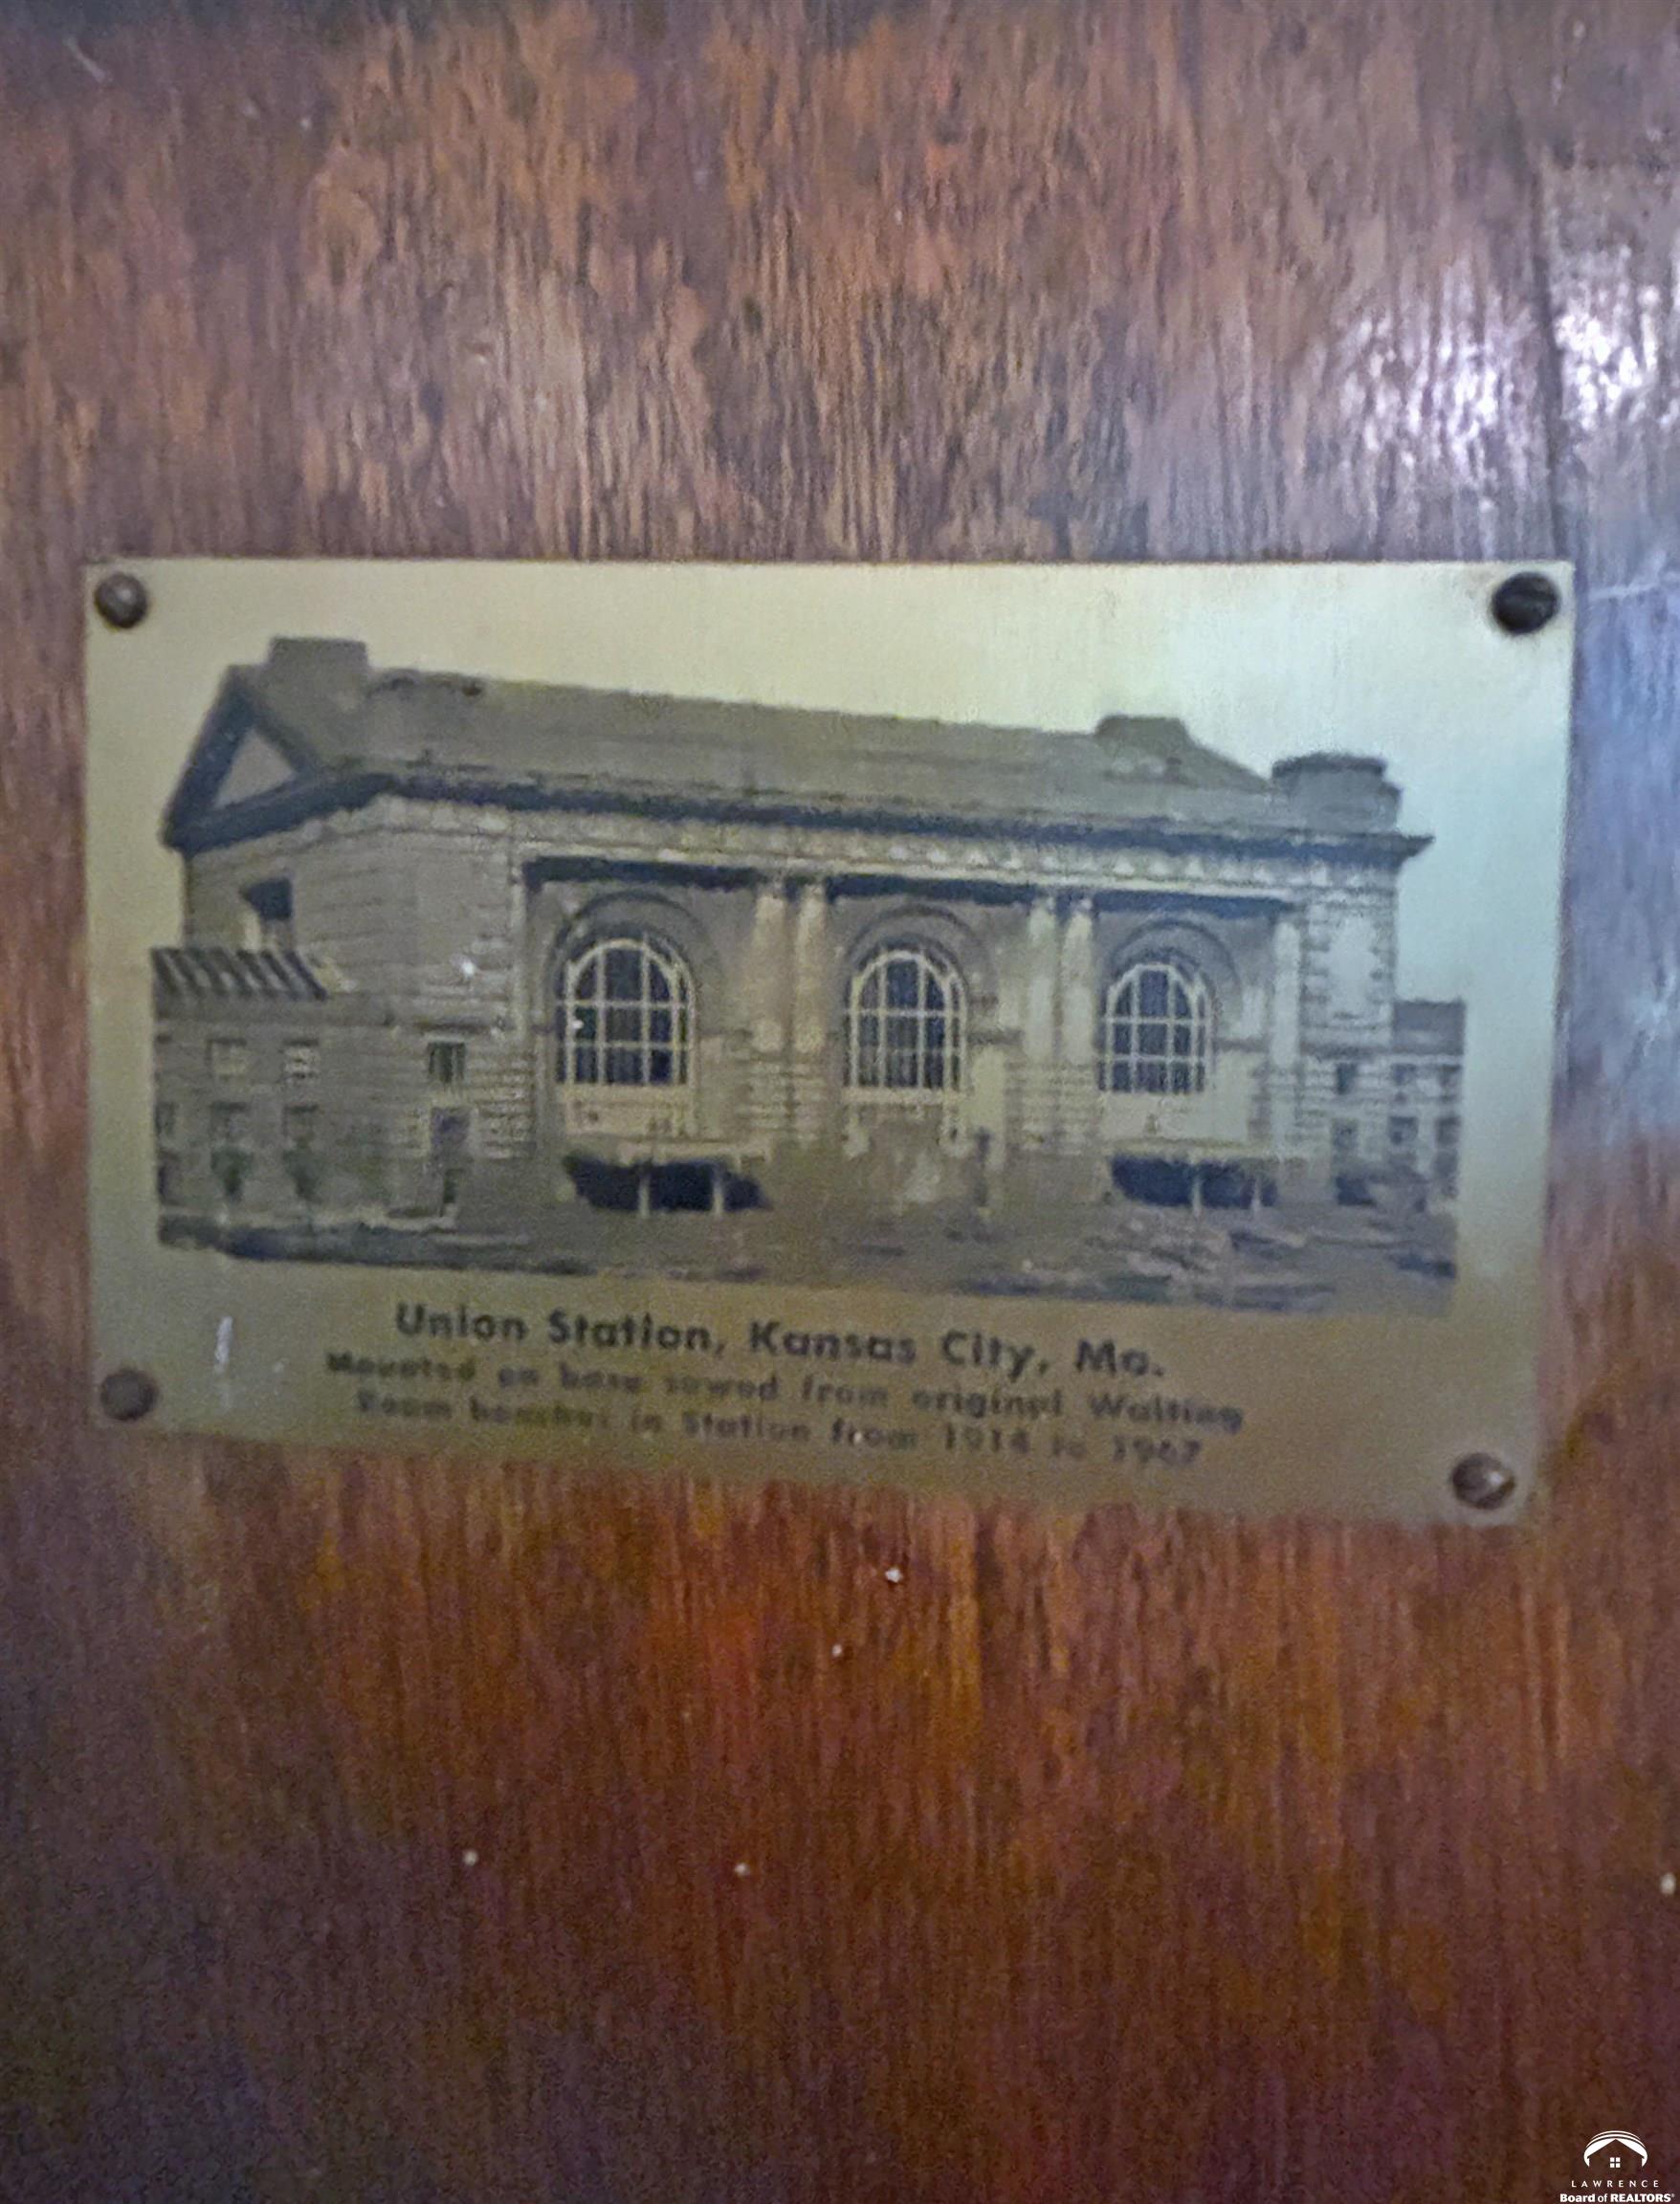 Union Station, Kansas City, Mo.
Mounted on base sawed from original Waiting
Room benches in Station from 1914 to 1967
LAWRENCE
Board of REALTORS®